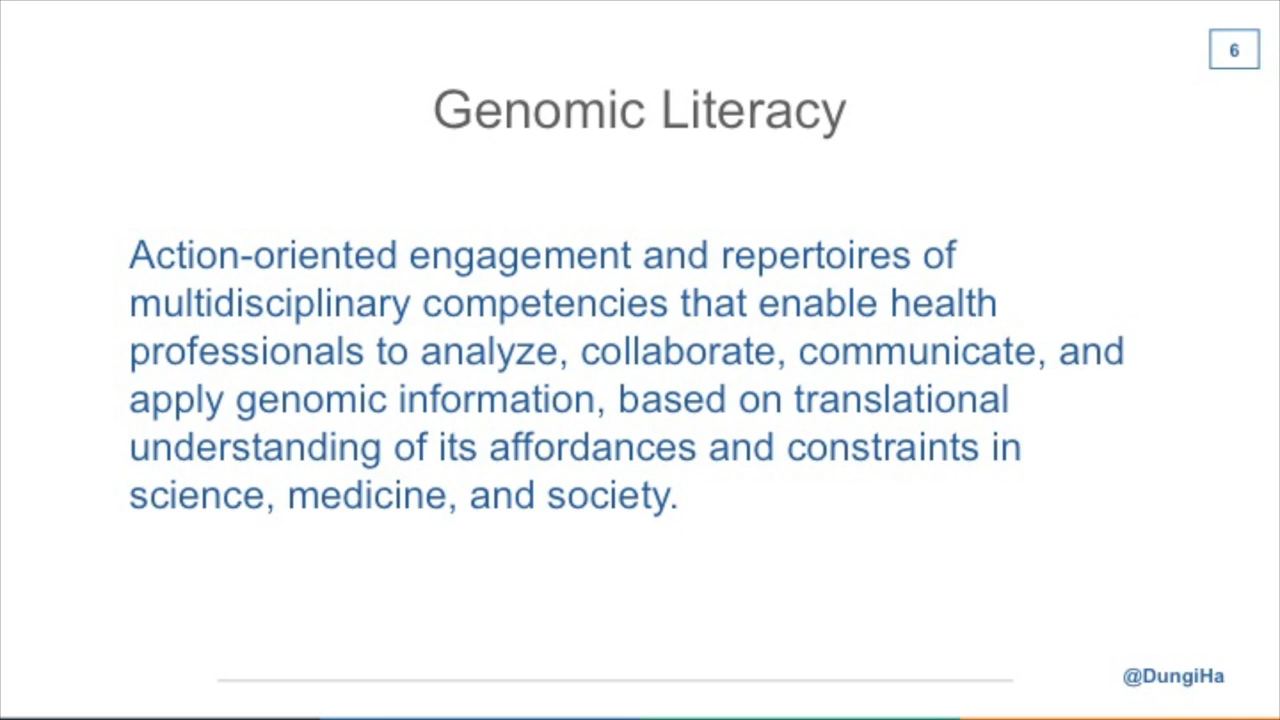 6
Genomic Literacy
Action-oriented engagement and repertoires of
multidisciplinary competencies that enable health
professionals to analyze, collaborate, communicate, and
apply genomic information, based on translational
understanding of its affordances and constraints in
science, medicine, and society.
@DungiHa